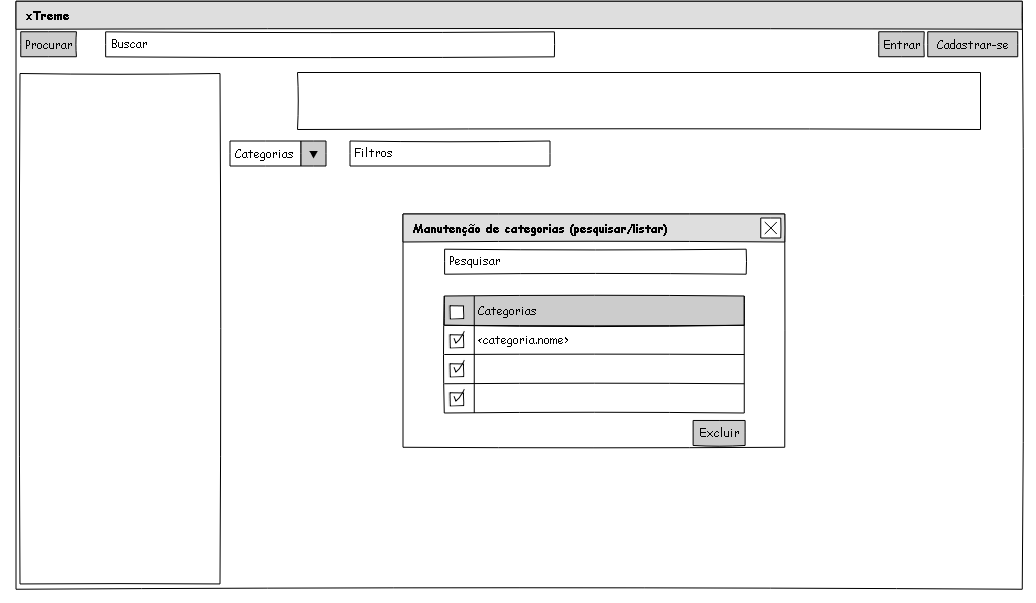 xTreme
Procurar
Buscar
Entrar
Cadastrar-se
Categorias
Filtros
Manutenção de categorias (pesquisar/listar)
Pesquisar
Categorias
<categoria.nome>
Excluir